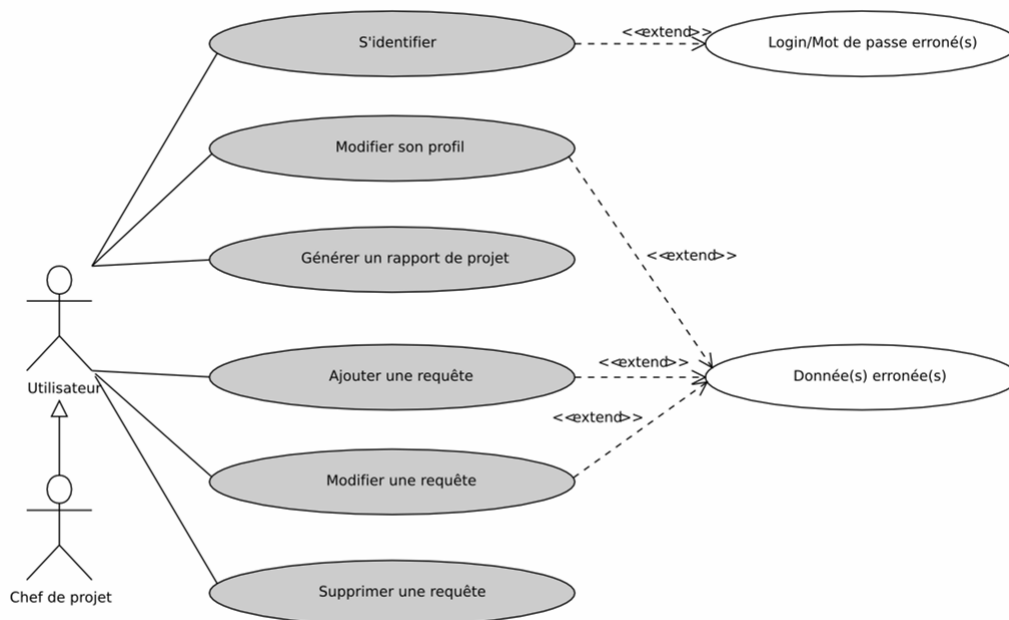 S'identifier
<<extend>>
Login/Mot de passe erroné(s)
Modifier son profil
<<extend>>
Générer un rapport de projet
<<extend>>
Ajouter une requête
Donnée(s) erronée(s)
Utilisateur
<<extend>>
Modifier une requête
Supprimer une requête
Chef de projet